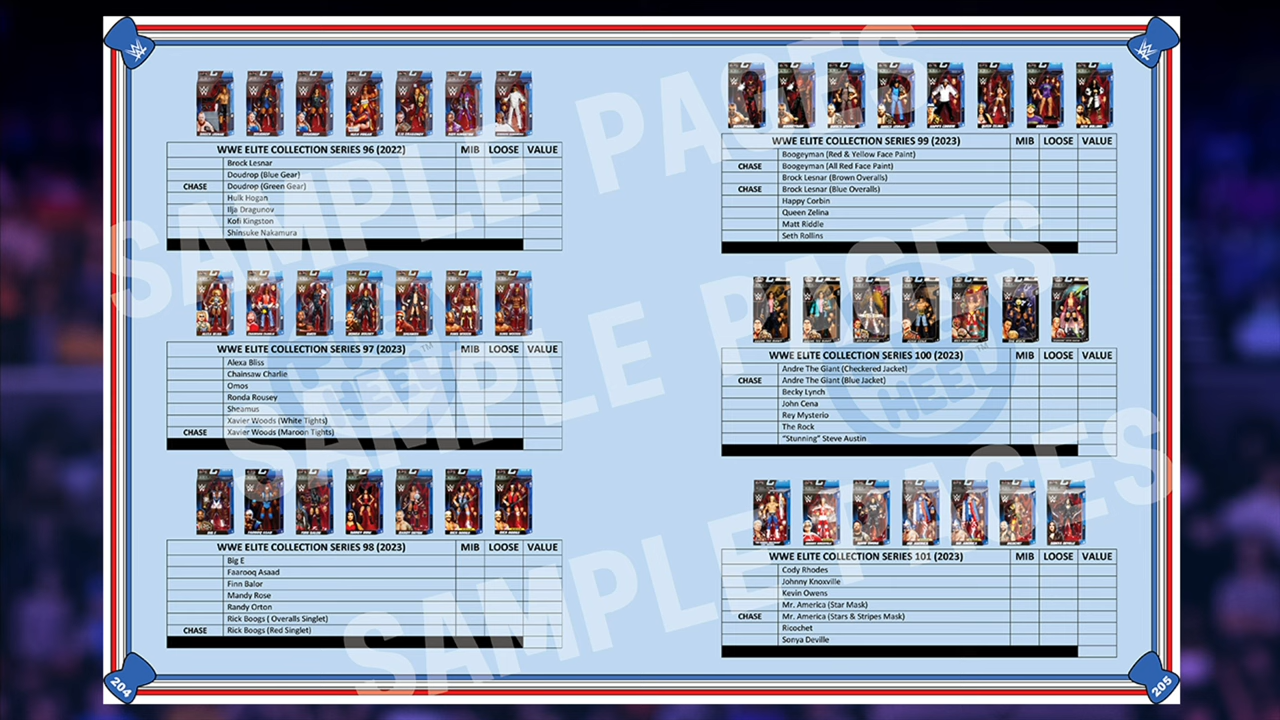 WWE ELITE COLLECTION SERIES 96 (2022) MIB LOOSE VALUE
Brock Lesnar
Doudrop (Blue Gear)
CHASE Doudrop (Green Gear)
Hulk Hogan
Ilja Dragunov
Kofi Kingston
Shinsuke Nakamura
WWE ELITE COLLECTION SERIES 97 (2023) MIB LOOSE VALUE
Alexa Bliss
Chainsaw Charlie
Omos
Ronda Rousey
Sheamus
Xavier Woods (White Tights)
CHASE Xavier Woods (Maroon Tights)
WWE ELITE COLLECTION SERIES 98 (2023) MIB LOOSE VALUE
Big E
Faarooq Asaad
Finn Balor
Mandy Rose
Randy Orton
Rick Boogs ( Overalls Singlet)
CHASE Rick Boogs (Red Singlet)
204
WWE ELITE COLLECTION SERIES 99 (2023) MIB LOOSE VALUE
Boogeyman (Red & Yellow Face Paint)
CHASE Boogeyman (All Red Face Paint)
Brock Lesnar (Brown Overalls)
CHASE Brock Lesnar (Blue Overalls)
Happy Corbin
Queen Zelina
Matt Riddle
Seth Rollins
WWE ELITE COLLECTION SERIES 100 (2023) MIB LOOSE VALUE
Andre The Giant (Checkered Jacket)
CHASE Andre The Giant (Blue Jacket)
Becky Lynch
John Cena
Rey Mysterio
The Rock
"Stunning" Steve Austin
WWE ELITE COLLECTION SERIES 101 (2023) MIB LOOSE VALUE
Cody Rhodes
Johnny Knoxville
Kevin Owens
Mr. America (Star Mask)
CHASE Mr. America (Stars & Stripes Mask)
Ricochet
Sonya Deville
205
SAMPLE PAGES
SAMPLE PAGES
SAMPLE PAGES